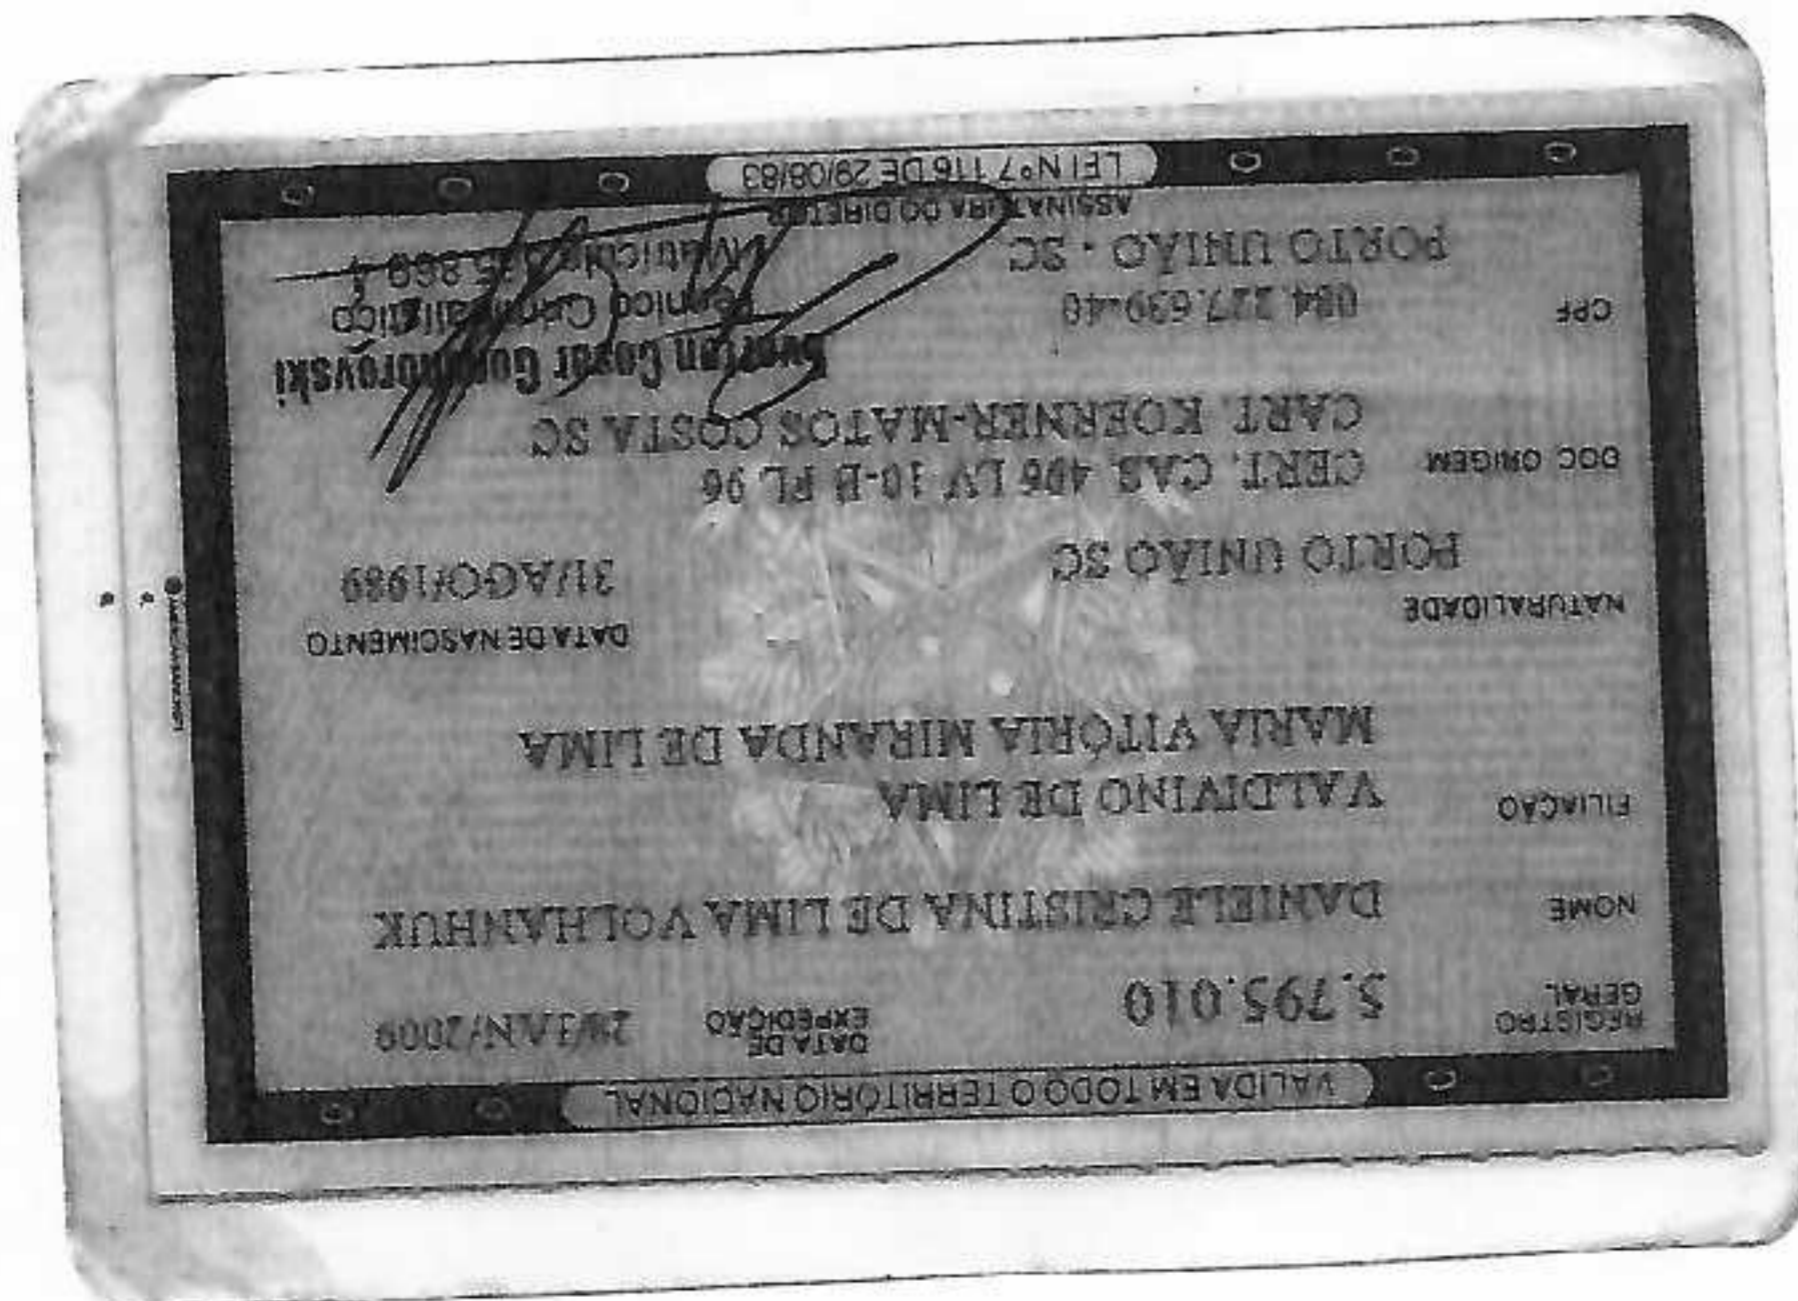 VÁLIDA EM TODO O TERRITÓRIO NACIONAL
REGISTRO GERAL 5.795.010 DATA DE EXPEDIÇÃO JAN/2009
NOME DANIELE CRISTINA DE LIMA VOLHANHUK
FILIAÇÃO VALDIVINO DE LIMA
MARIA VITÓRIA MIRANDA DE LIMA
NATURALIDADE DATA DE NASCIMENTO
PORTO UNIÃO SC 31/AGO/1989
DOC ORIGEM CERT. CAS. 496 LV 10-B FL 96
CART. KOERNER-MATOS COSTA SC
CPF 084.227.639-40
PORTO UNIÃO - SC
ASSINATURA DO DIRETOR
LEI Nº 7.116 DE 29/08/83